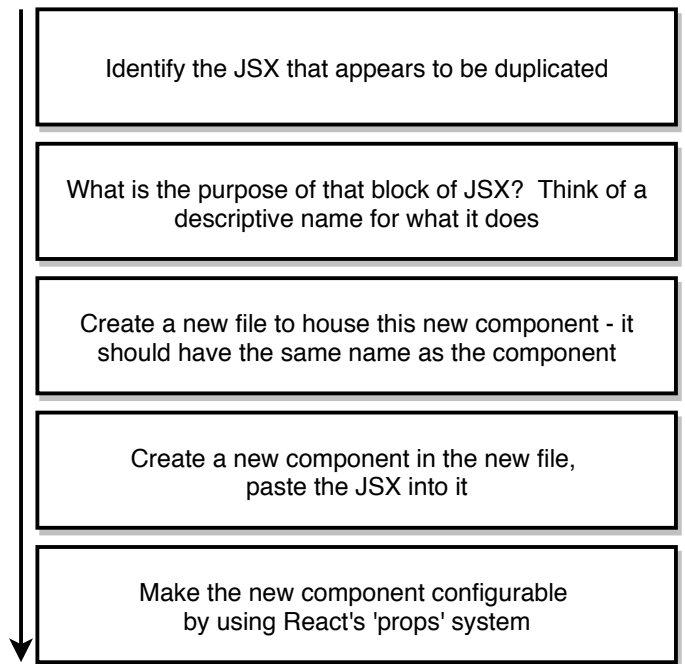 Identify the JSX that appears to be duplicated
What is the purpose of that block of JSX?  Think of a
descriptive name for what it does
Create a new file to house this new component - it
should have the same name as the component
Create a new component in the new file,
paste the JSX into it
Make the new component configurable
by using React's 'props' system